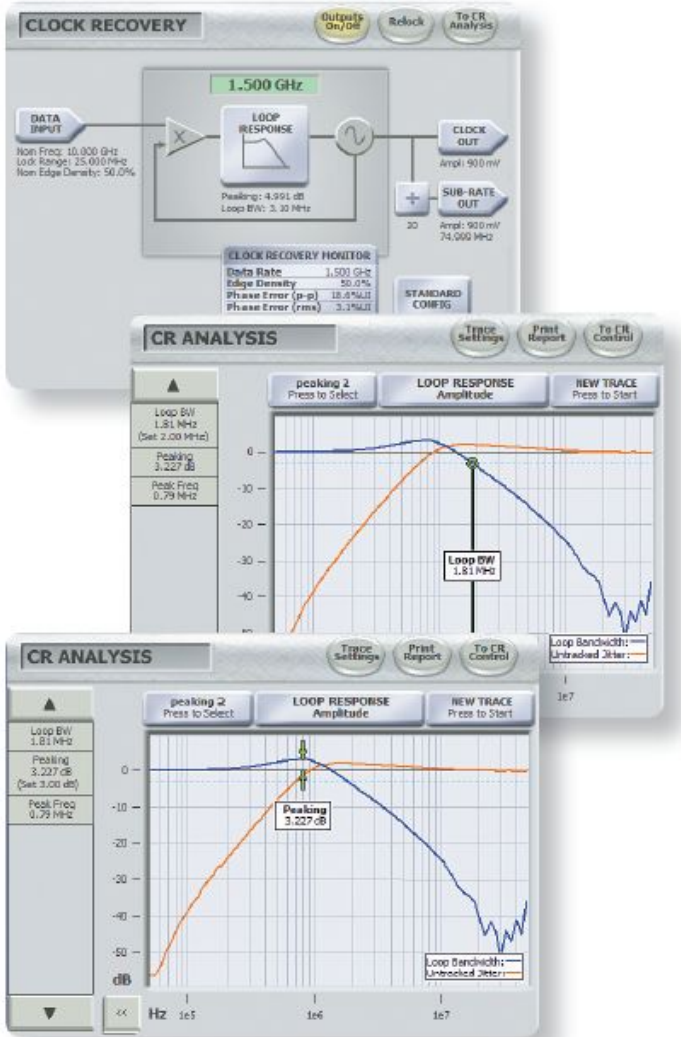 CLOCK RECOVERY
Outputs On/Off
Relock
To CR Analysis
1.500 GHz
DATA INPUT
Nom Freq: 10.000 GHz
Lock Range: 25.000 MHz
Nom Edge Density: 50.0%
X
LOOP RESPONSE
Peaking: 4.991 dB
Loop BW: 3.10 MHz
CLOCK OUT
Ampl: 900 mV
÷
20
SUB-RATE OUT
Ampl: 900 mV
74.999 MHz
CLOCK RECOVERY MONITOR
Data Rate 1.500 GHz
Edge Density 50.0%
Phase Error (p-p) 18.6%UI
Phase Error (rms) 3.1%UI
STANDARD CONFIG
CR ANALYSIS
Trace Settings
Print Report
To CR Control
Loop BW
1.81 MHz
(Set 2.00 MHz)
Peaking
3.227 dB
Peak Freq
0.79 MHz
peaking 2
Press to Select
LOOP RESPONSE
Amplitude
NEW TRACE
Press to Start
0
-10
-20
-30
-40
Loop BW
1.81 MHz
Loop Bandwidth:
Untracked Jitter:
1e7
CR ANALYSIS
Trace Settings
Print Report
To CR Control
Loop BW
1.81 MHz
Peaking
3.227 dB
(Set 3.00 dB)
Peak Freq
0.79 MHz
peaking 2
Press to Select
LOOP RESPONSE
Amplitude
NEW TRACE
Press to Start
0
-10
-20
-30
-40
-50
dB
Peaking
3.227 dB
Loop Bandwidth:
Untracked Jitter:
<<
Hz
1e5
1e6
1e7